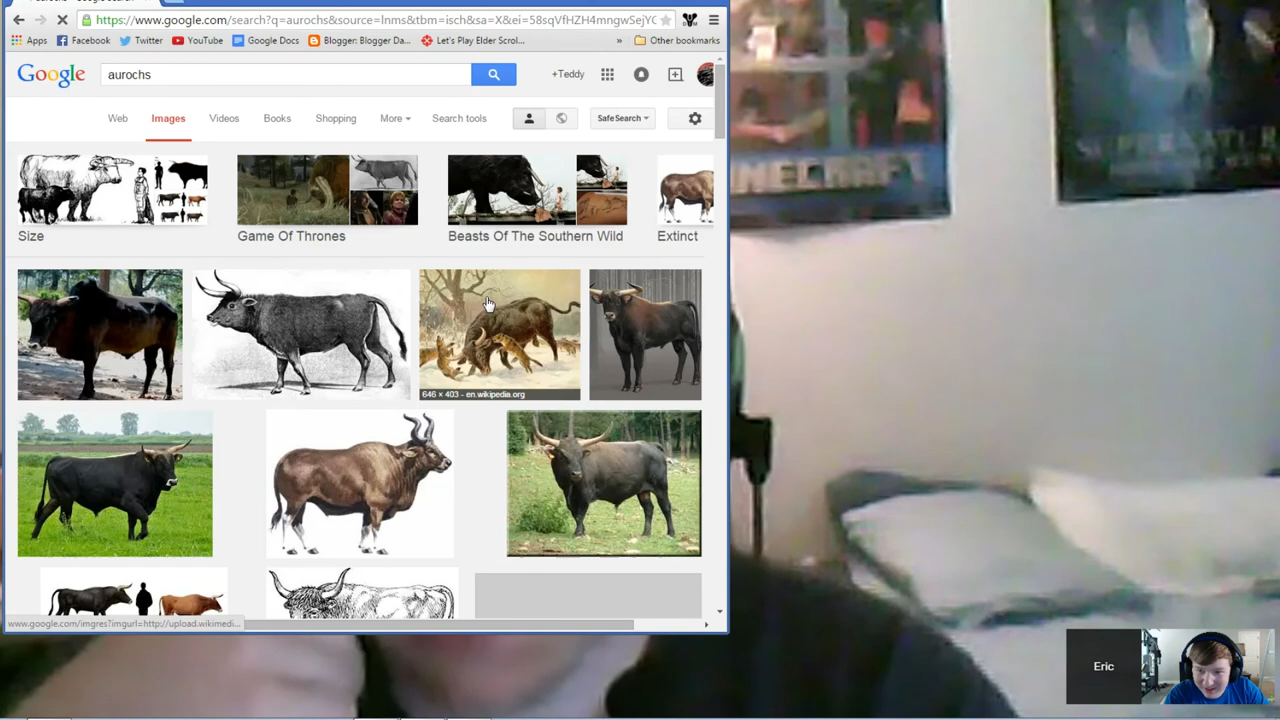 https://www.google.com/search?q=aurochs&source=lnms&tbm=isch&sa=X&ei=58sqVfHZH4mngwSejYC
Apps Facebook Twitter YouTube Google Docs Blogger: Blogger Da... Let's Play Elder Scrol... » Other bookmarks
Google aurochs +Teddy
Web Images Videos Books Shopping More Search tools SafeSearch
Size Game Of Thrones Beasts Of The Southern Wild Extinct
646 × 403 - en.wikipedia.org
www.google.com/imgres?imgurl=http://upload.wikimedi...
Eric